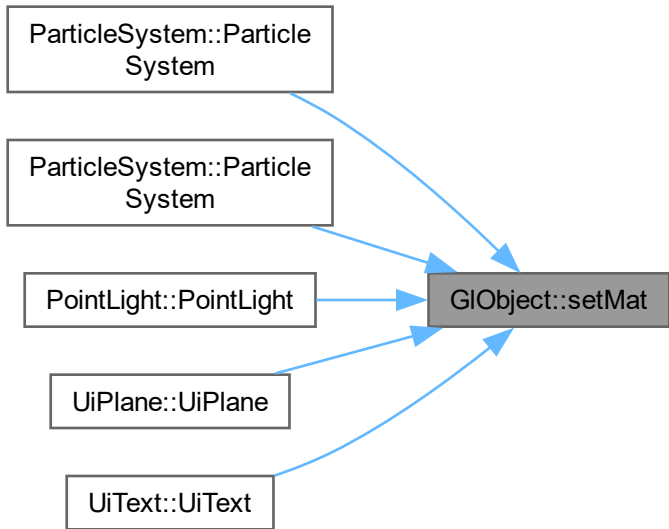 ParticleSystem::Particle
System
ParticleSystem::Particle
System
PointLight::PointLight
GlObject::setMat
UiPlane::UiPlane
UiText::UiText